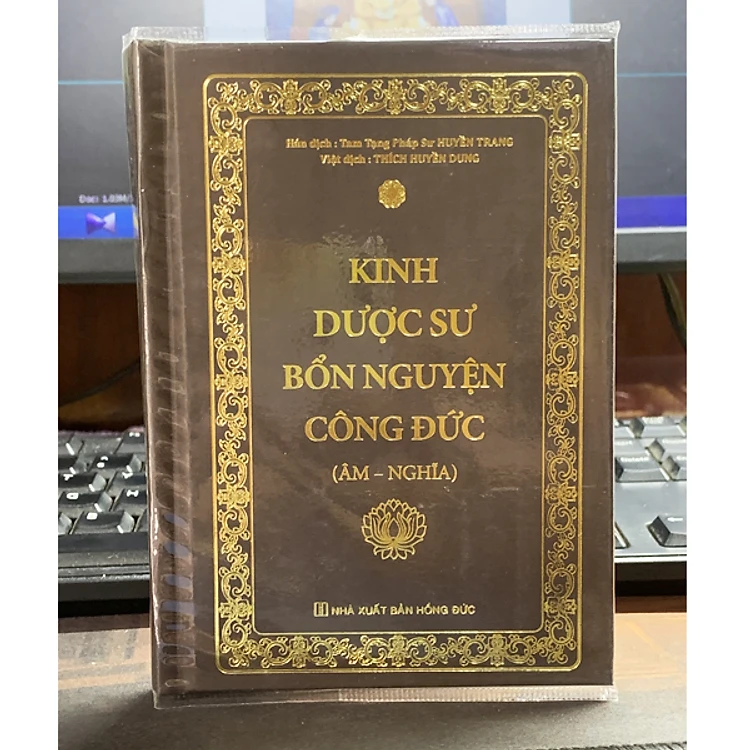 Hán dịch : Tam Tạng Pháp Sư HUYỀN TRANG
Việt dịch : THÍCH HUYỀN DUNG
KINH
DƯỢC SƯ
BỔN NGUYỆN
CÔNG ĐỨC
(ÂM – NGHĨA)
NHÀ XUẤT BẢN HỒNG ĐỨC